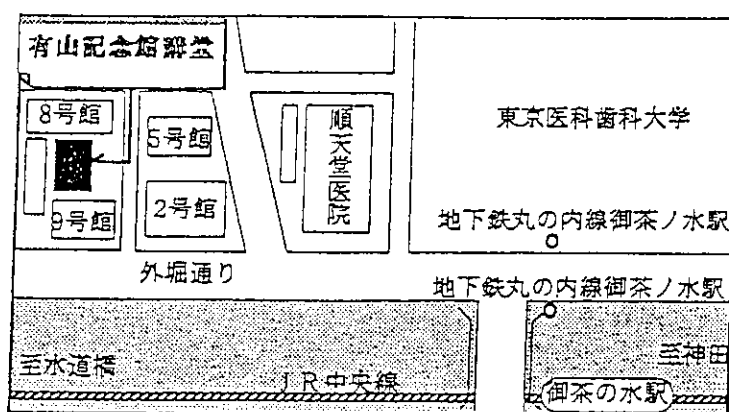 有山記念館講堂
8号館
5号館
順天堂医院
東京医科歯科大学
9号館
2号館
地下鉄丸の内線御茶ノ水駅
外堀通り
地下鉄丸の内線御茶ノ水駅
至水道橋
至神田
JR中央線
御茶の水駅